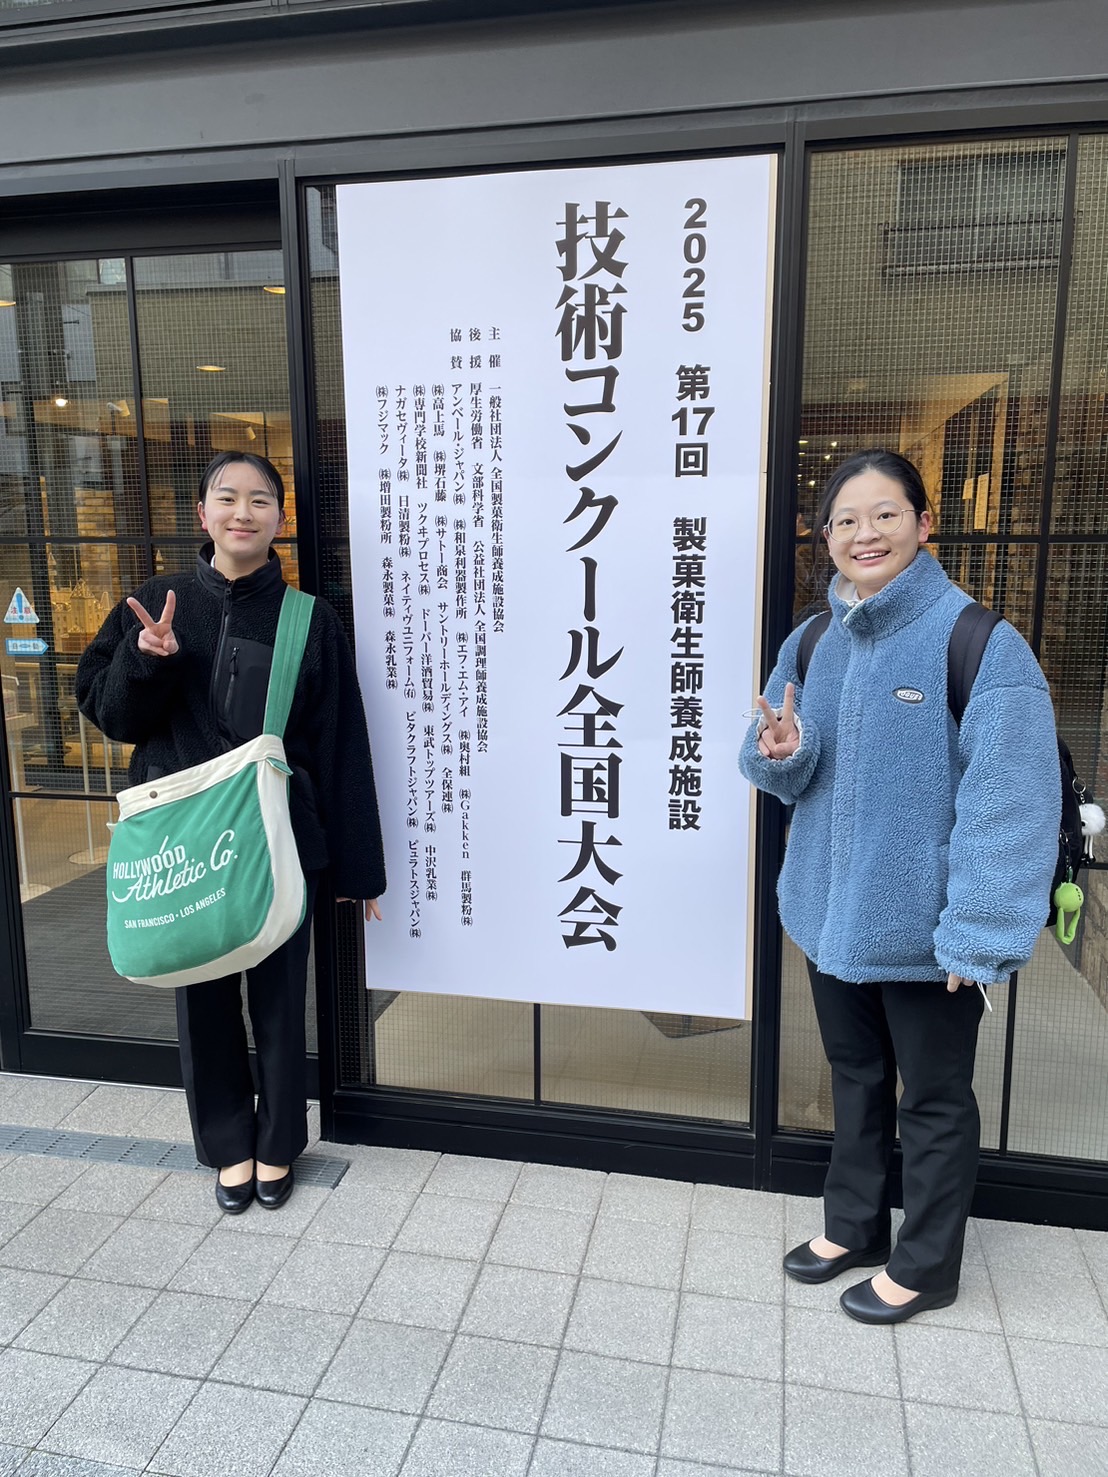 2025 第17回 製菓衛生師養成施設
技術コンクール全国大会
主催 一般社団法人 全国製菓衛生師養成施設協会
後援 厚生労働省 文部科学省 公益社団法人 全国調理師養成施設協会
協賛 アンベール・ジャパン㈱ ㈱和泉利器製作所 ㈱エフ・エム・アイ ㈱奥村組 ㈱Gakken 群馬製粉㈱
㈱高上馬 ㈱堺石藤 ㈱サトー商会 サントリーホールディングス㈱ 全保連㈱
㈱専門学校新聞社 ツクヰプロセス㈱ ドーバー洋酒貿易㈱ 東武トップツアーズ㈱ 中沢乳業㈱
ナガセヴィータ㈱ 日清製粉㈱ ネイティヴユニフォーム㈲ ピタクラフトジャパン㈱ ピュラトスジャパン㈱
㈱フジマック ㈱増田製粉所 森永製菓㈱ 森永乳業㈱
HOLLYWOOD
Athletic Co.
SAN FRANCISCO • LOS ANGELES
注意
自動